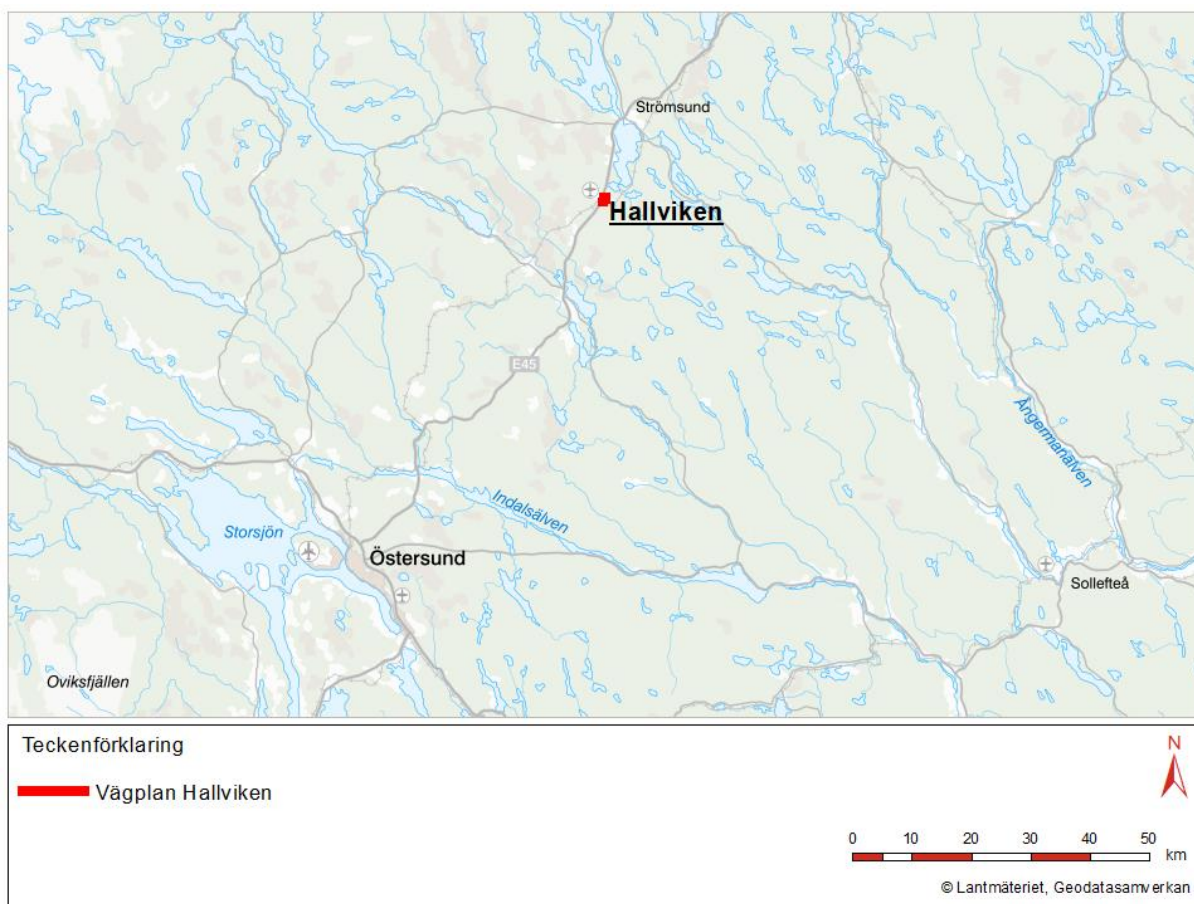 Strömsund
Hallviken
E45
Ångermanälven
Indalsälven
Storsjön
Östersund
Sollefteå
Oviksfjällen
Teckenförklaring
Vägplan Hallviken
N
0 10 20 30 40 50
km
© Lantmäteriet, Geodatasamverkan